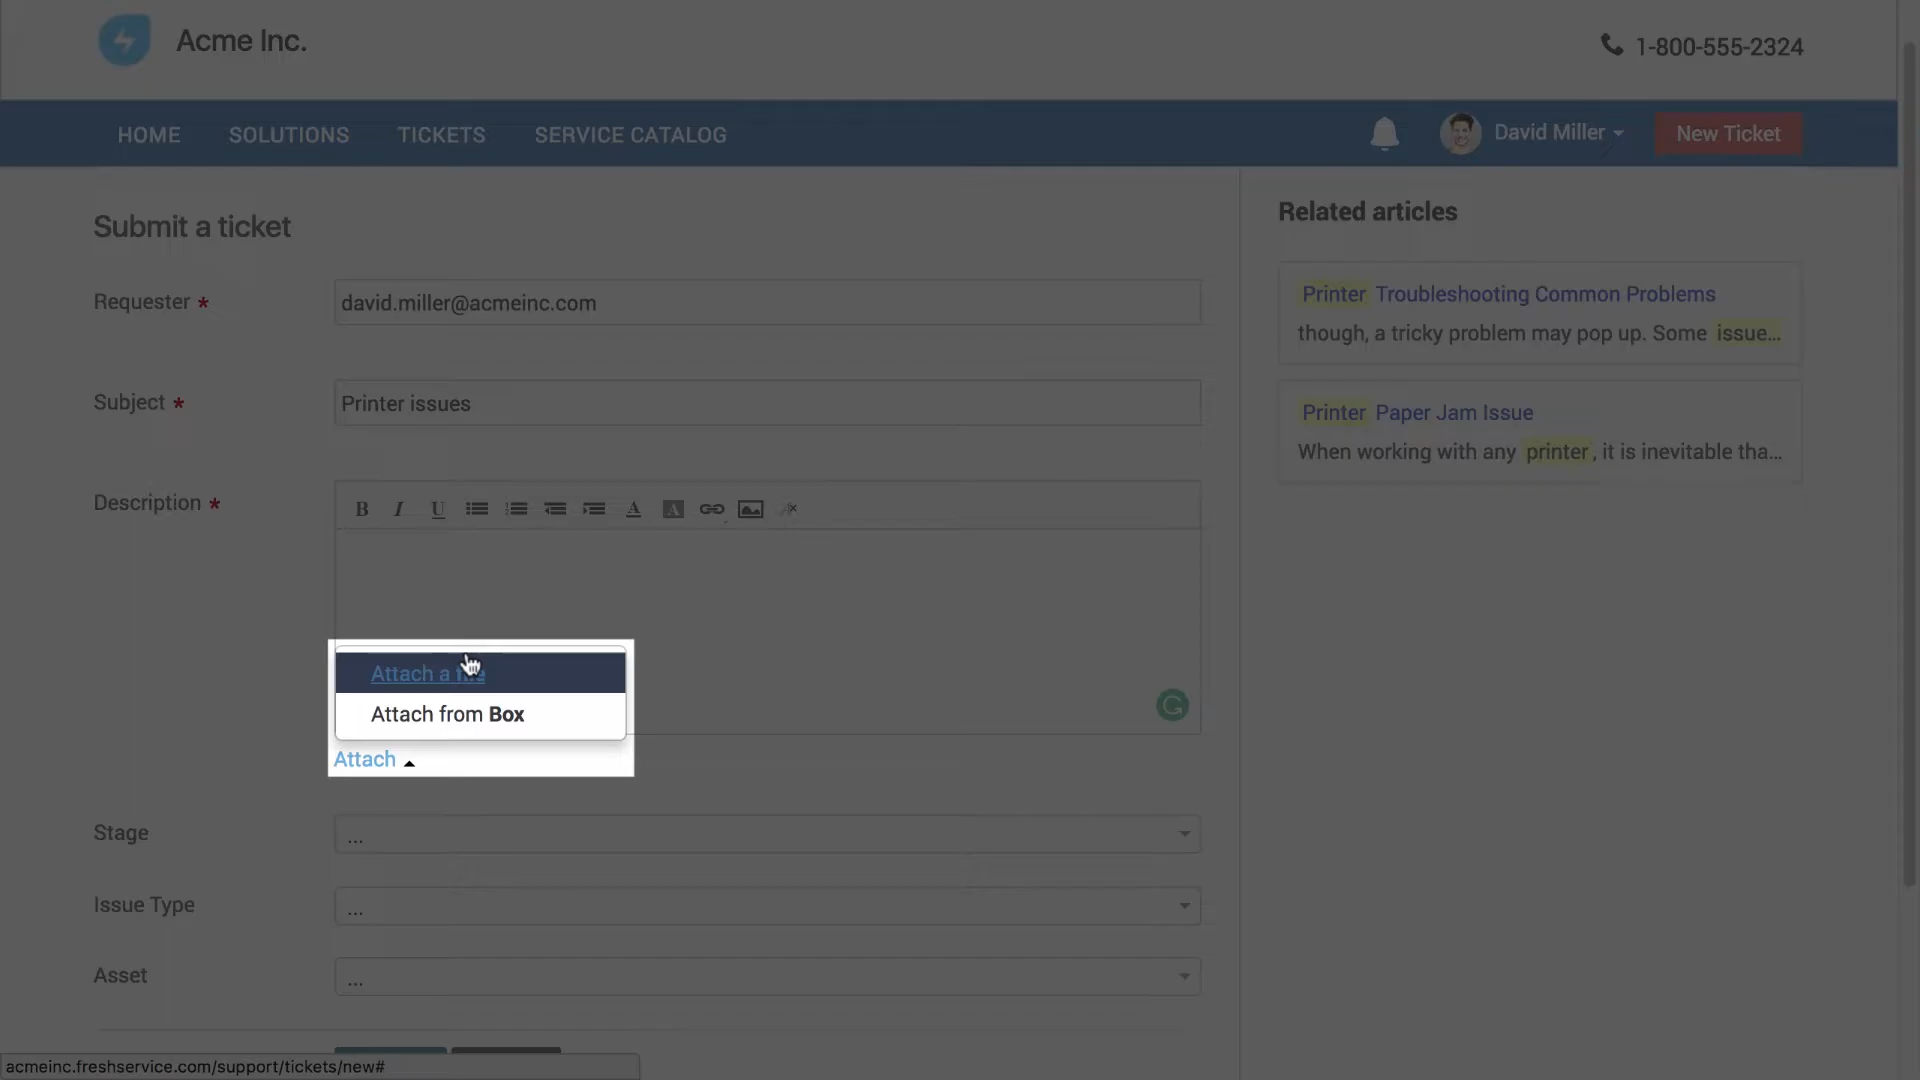 Acme Inc.
1-800-555-2324
HOME SOLUTIONS TICKETS SERVICE CATALOG
David Miller
New Ticket
Submit a ticket
Requester *
david.miller@acmeinc.com
Subject *
Printer issues
Description *
B I U A A
Attach a file
Attach from Box
Attach
Stage
...
Issue Type
...
Asset
...
Related articles
Printer Troubleshooting Common Problems
though, a tricky problem may pop up. Some issue...
Printer Paper Jam Issue
When working with any printer, it is inevitable tha...
acmeinc.freshservice.com/support/tickets/new#